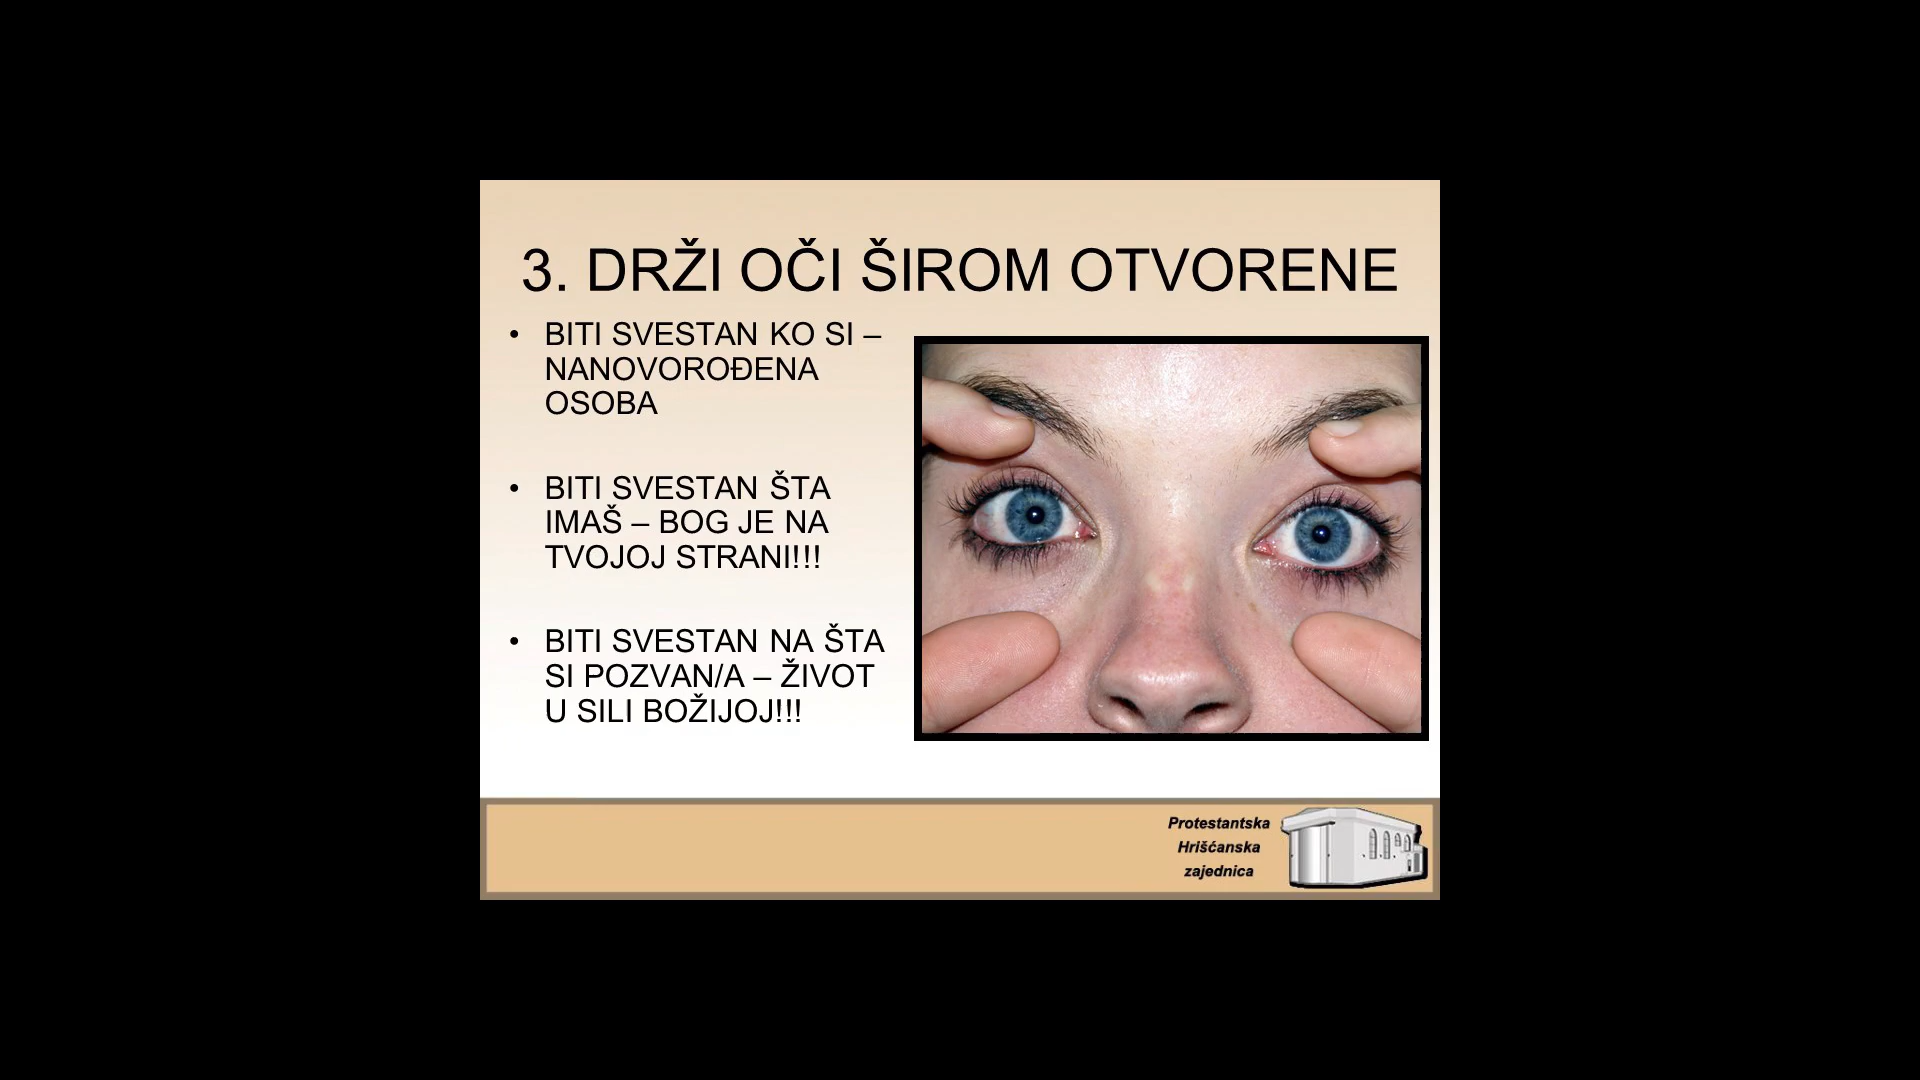 3. DRŽI OČI ŠIROM OTVORENE
• BITI SVESTAN KO SI –
NANOVOROĐENA
OSOBA
• BITI SVESTAN ŠTA
IMAŠ – BOG JE NA
TVOJOJ STRANI!!!
• BITI SVESTAN NA ŠTA
SI POZVAN/A – ŽIVOT
U SILI BOŽIJOJ!!!
Protestantska
Hrišćanska
zajednica